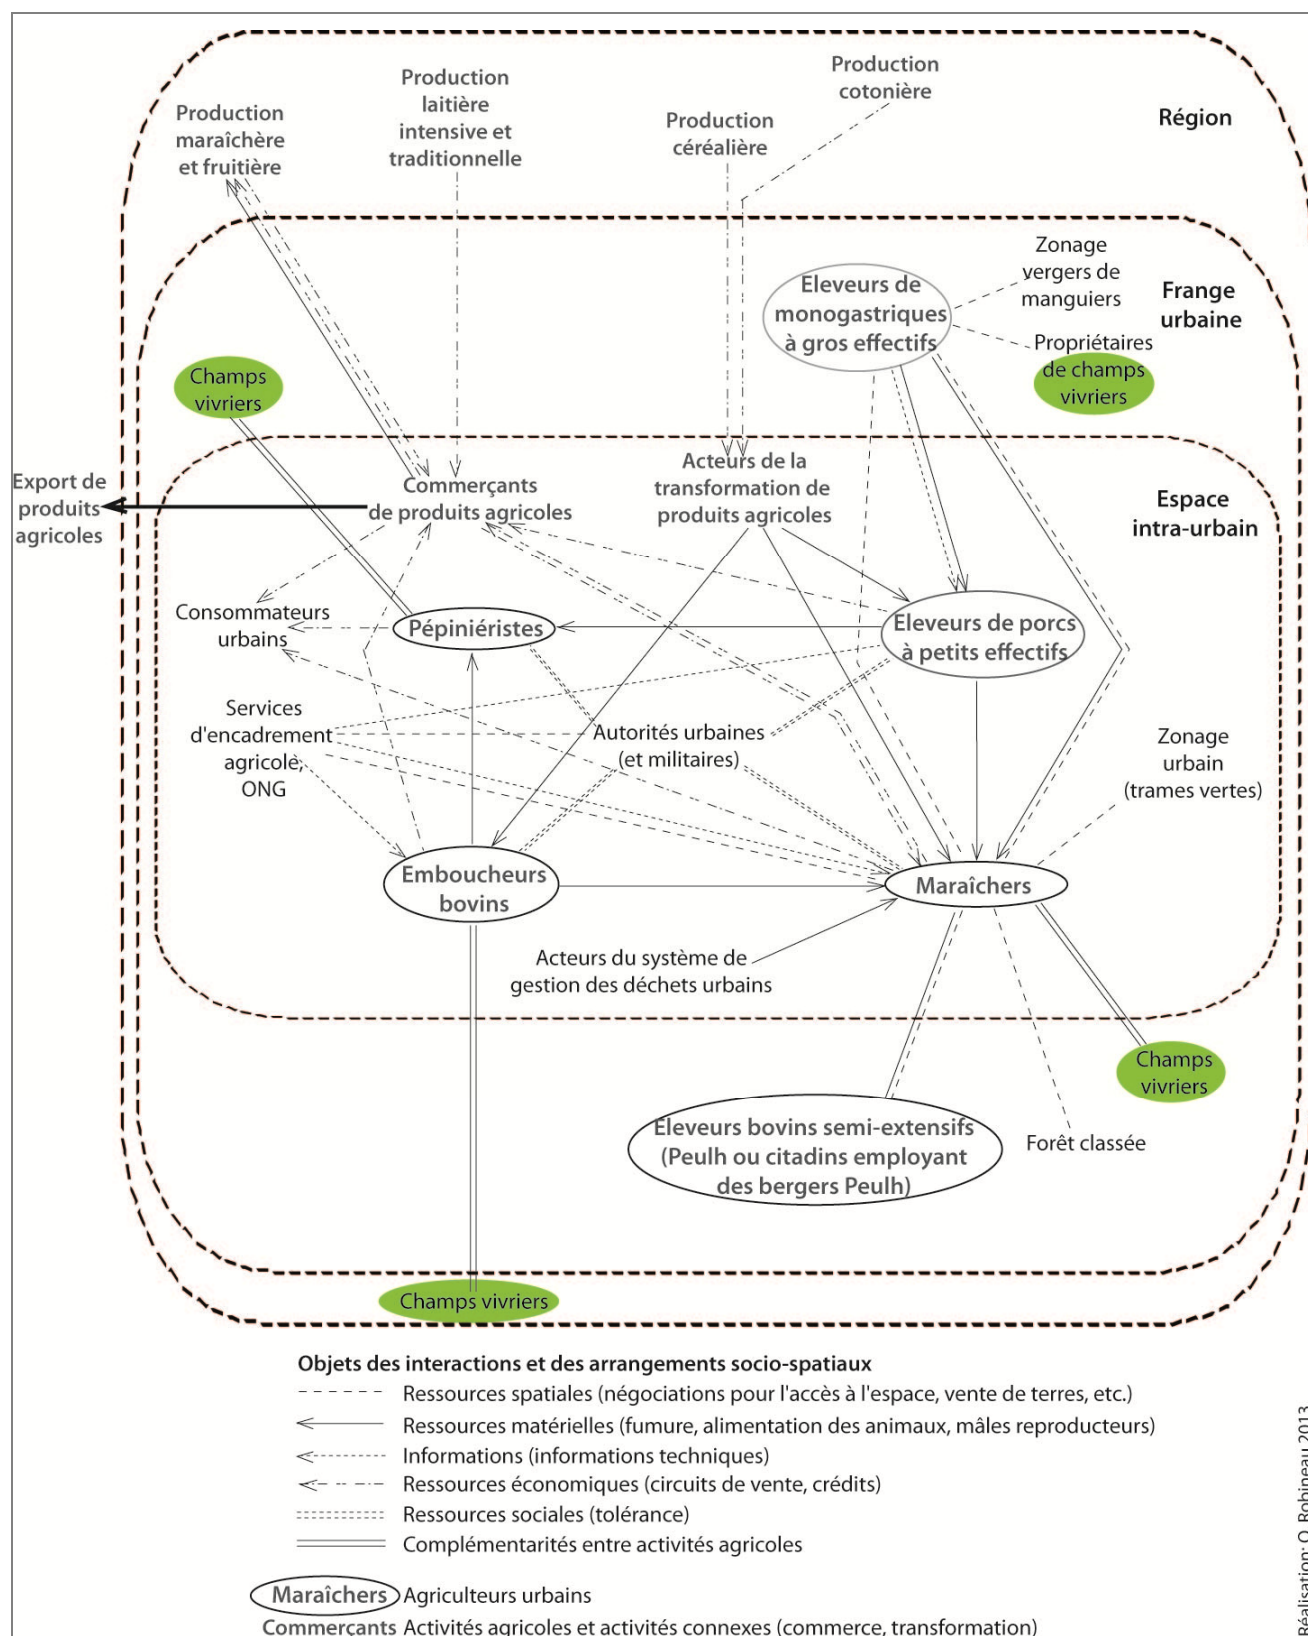 Production
cotonière
Production
laitière
intensive et
traditionnelle
Production
maraîchère
et fruitière
Production
céréalière
Région
Zonage
vergers de
manguiers
Eleveurs de
monogastriques
à gros effectifs
Frange
urbaine
Propriétaires
de champs
vivriers
Champs
vivriers
Export de
produits
agricoles
Commerçants
de produits agricoles
Acteurs de la
transformation de
produits agricoles
Espace
intra-urbain
Consommateurs
urbains
Pépiniéristes
Eleveurs de porcs
à petits effectifs
Services
d'encadrement
agricole,
ONG
Autorités urbaines
(et militaires)
Zonage
urbain
(trames vertes)
Emboucheurs
bovins
Maraîchers
Acteurs du système de
gestion des déchets urbains
Champs
vivriers
Eleveurs bovins semi-extensifs
(Peulh ou citadins employant
des bergers Peulh)
Forêt classée
Champs vivriers
Objets des interactions et des arrangements socio-spatiaux
Ressources spatiales (négociations pour l'accès à l'espace, vente de terres, etc.)
Ressources matérielles (fumure, alimentation des animaux, mâles reproducteurs)
Informations (informations techniques)
Ressources économiques (circuits de vente, crédits)
Ressources sociales (tolérance)
Complémentarités entre activités agricoles
Maraîchers Agriculteurs urbains
Commerçants Activités agricoles et activités connexes (commerce, transformation)
Réalisation: O. Robineau 2013